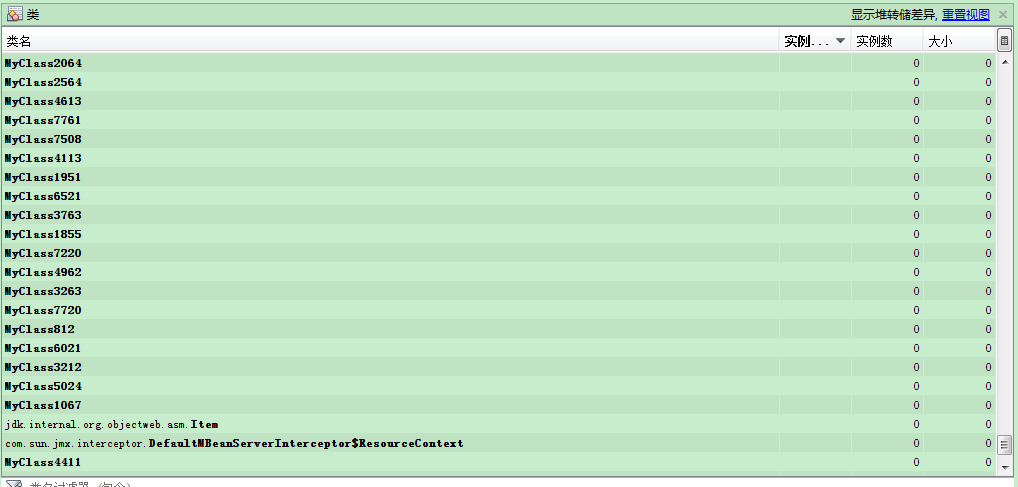 类 显示堆转储差异, 重置视图
类名 实例... 实例数 大小
MyClass2064 0 0
MyClass2564 0 0
MyClass4613 0 0
MyClass7761 0 0
MyClass7508 0 0
MyClass4113 0 0
MyClass1951 0 0
MyClass6521 0 0
MyClass3763 0 0
MyClass1855 0 0
MyClass7220 0 0
MyClass4962 0 0
MyClass3263 0 0
MyClass7720 0 0
MyClass812 0 0
MyClass6021 0 0
MyClass3212 0 0
MyClass5024 0 0
MyClass1067 0 0
jdk.internal.org.objectweb.asm.Item 0 0
com.sun.jmx.interceptor.DefaultMBeanServerInterceptor$ResourceContext 0 0
MyClass4411 0 0